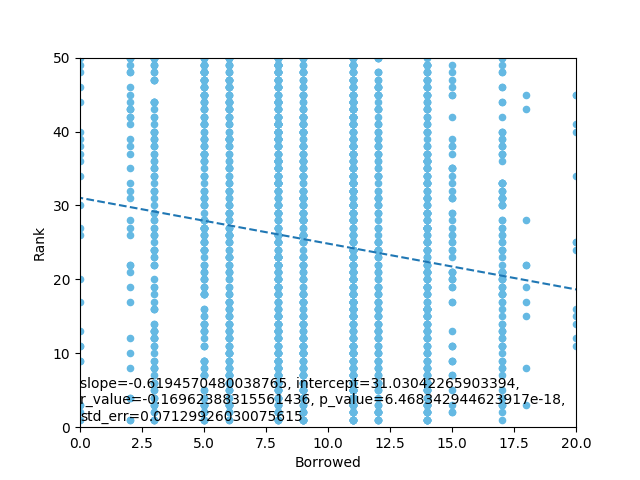 50
40
30
20
10
0
Rank
slope=-0.6194570480038765, intercept=31.03042265903394,
r_value=-0.16962388315561436, p_value=6.468342944623917e-18,
std_err=0.07129926030075615
0.0 2.5 5.0 7.5 10.0 12.5 15.0 17.5 20.0
Borrowed